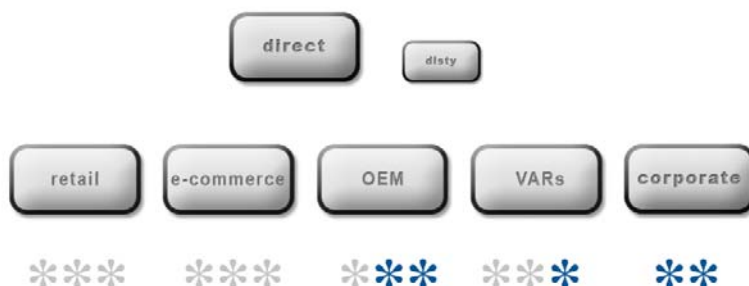 direct
disty
retail
e-commerce
OEM
VARs
corporate
*** *** *** *** **